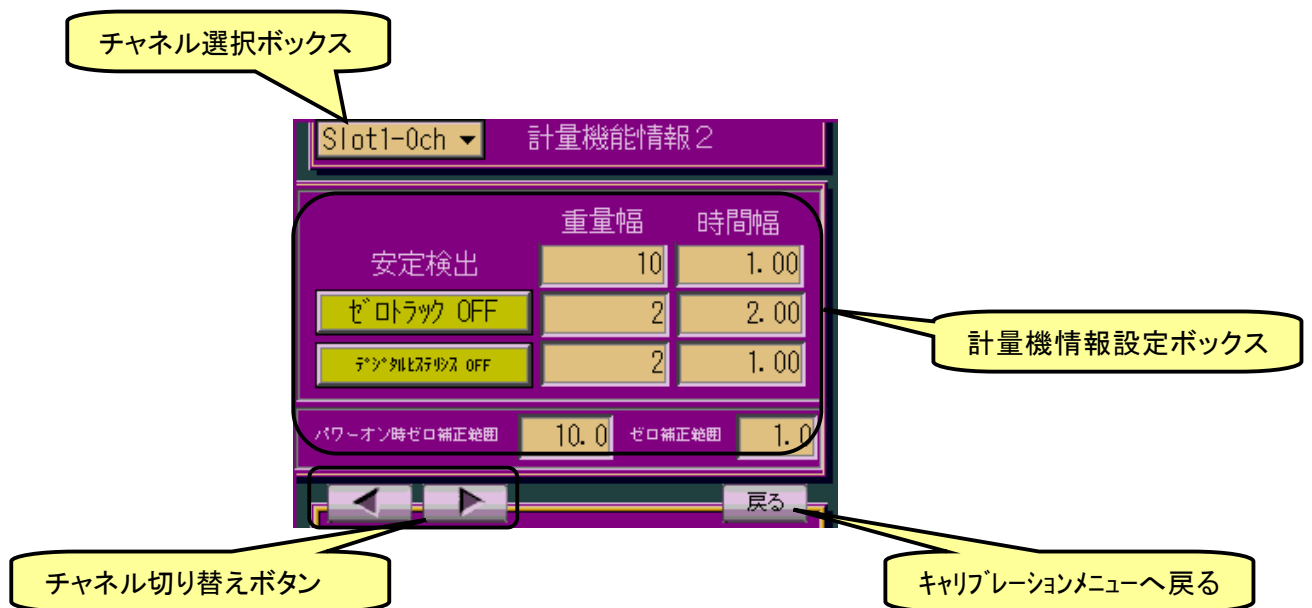 チャネル選択ボックス
Slot1-0ch
計量機能情報２
重量幅 時間幅
安定検出 10 1.00
ｾﾞﾛﾄﾗｯｸ OFF 2 2.00
ﾃﾞｼﾞﾀﾙﾋｽﾃﾘｼｽ OFF 2 1.00
計量機情報設定ボックス
パワーオン時ゼロ補正範囲 10.0 ゼロ補正範囲 1.0
戻る
チャネル切り替えボタン
ｷｬﾘﾌﾞﾚｰｼｮﾝﾒﾆｭｰへ戻る